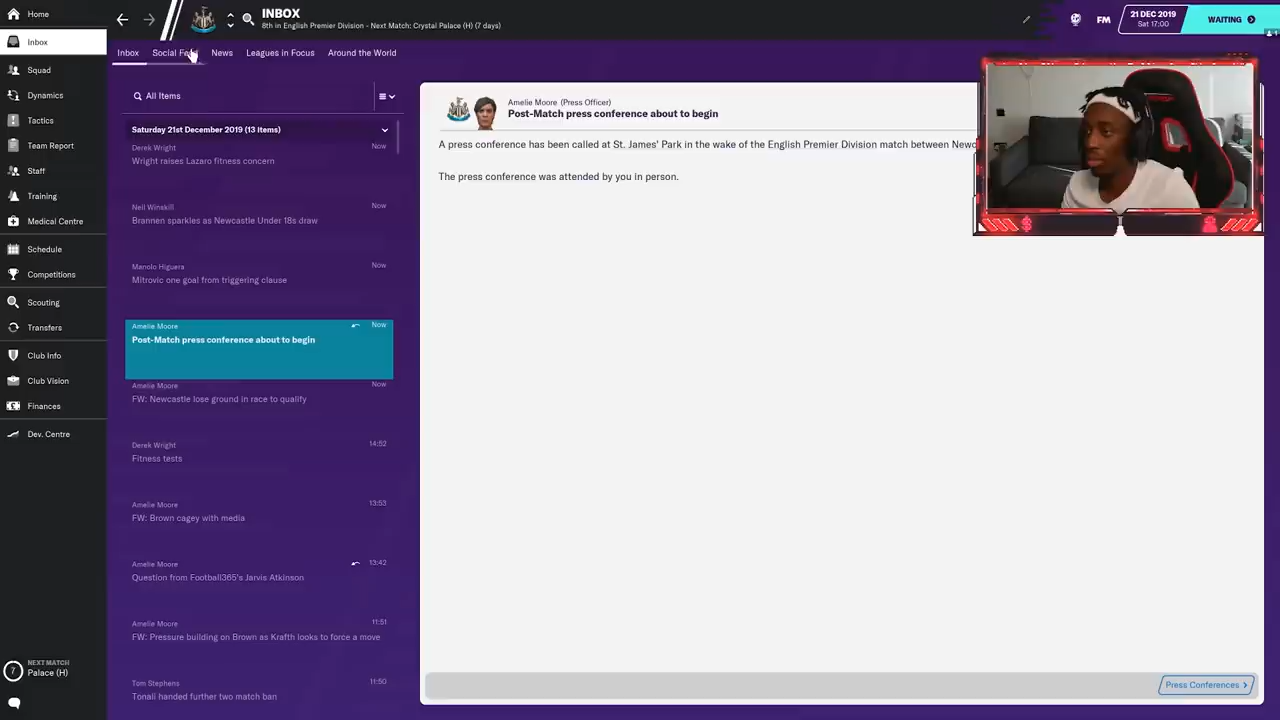 INBOX
8th in English Premier Division - Next Match: Crystal Palace (H) (7 days)
FM
21 DEC 2019
Sat 17:00
WAITING
Home
Inbox
Squad
Dynamics
Tactics
Team Report
Staff
Training
Medical Centre
Schedule
Competitions
Scouting
Transfers
Club Info
Club Vision
Finances
Dev. Centre
7
NEXT MATCH
Palace (H)
Inbox
News
Leagues in Focus
Around the World
All Items
Saturday 21st December 2019 (13 Items)
Derek Wright
Now
Wright raises Lazaro fitness concern
Neil Winskill
Now
Brannen sparkles as Newcastle Under 18s draw
Manolo Higuera
Now
Mitrovic one goal from triggering clause
Amelie Moore
Now
Post-Match press conference about to begin
Amelie Moore
Now
FW: Newcastle lose ground in race to qualify
Derek Wright
14:52
Fitness tests
Amelie Moore
13:53
FW: Brown cagey with media
Amelie Moore
13:42
Question from Football365's Jarvis Atkinson
Amelie Moore
11:51
FW: Pressure building on Brown as Krafth looks to force a move
Tom Stephens
11:50
Tonali handed further two match ban
Amelie Moore (Press Officer)
Post-Match press conference about to begin
A press conference has been called at St. James' Park in the wake of the English Premier Division match between Newc
The press conference was attended by you in person.
Press Conferences